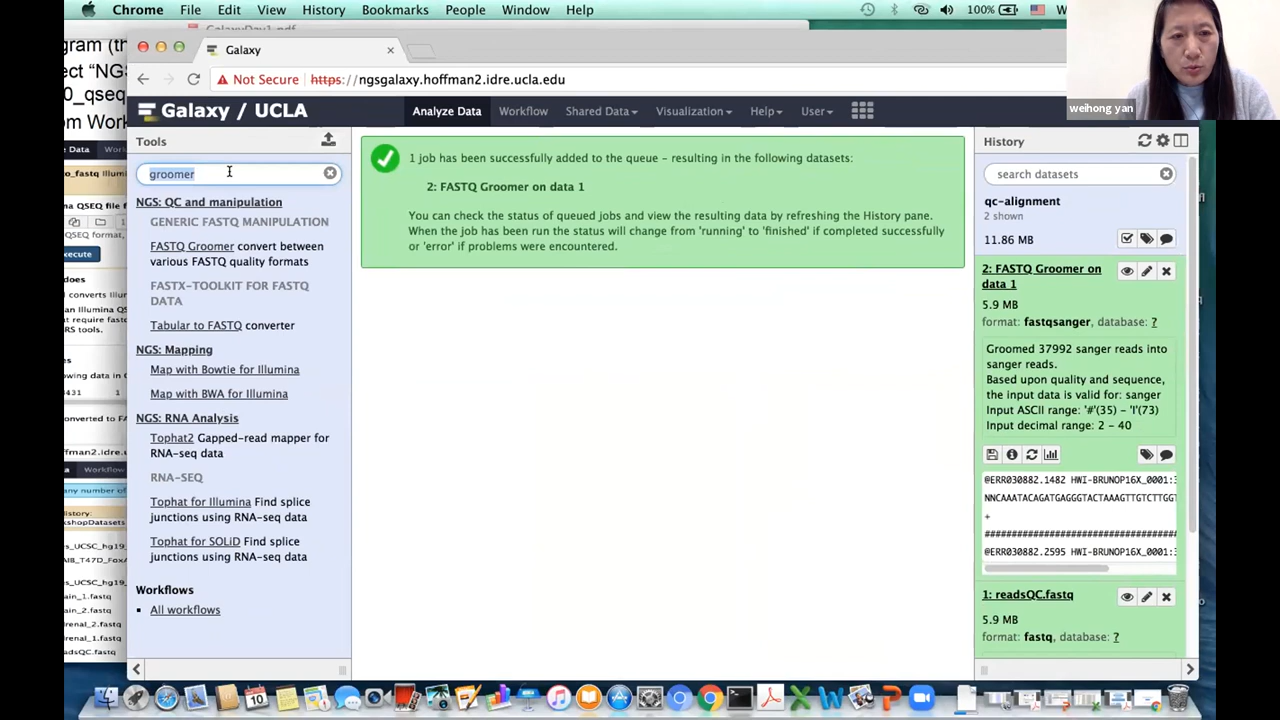 Chrome File Edit View History Bookmarks People Window Help 100%
GalaxyDay1.pdf
Galaxy
Not Secure https://ngsgalaxy.hoffman2.idre.ucla.edu
weihong yan
Galaxy / UCLA Analyze Data Workflow Shared Data Visualization Help User
Tools
groomer
NGS: QC and manipulation
GENERIC FASTQ MANIPULATION
FASTQ Groomer convert between
various FASTQ quality formats
FASTX-TOOLKIT FOR FASTQ
DATA
Tabular to FASTQ converter
NGS: Mapping
Map with Bowtie for Illumina
Map with BWA for Illumina
NGS: RNA Analysis
Tophat2 Gapped-read mapper for
RNA-seq data
RNA-SEQ
Tophat for Illumina Find splice
junctions using RNA-seq data
Tophat for SOLiD Find splice
junctions using RNA-seq data
Workflows
All workflows
1 job has been successfully added to the queue - resulting in the following datasets:
2: FASTQ Groomer on data 1
You can check the status of queued jobs and view the resulting data by refreshing the History pane.
When the job has been run the status will change from 'running' to 'finished' if completed successfully
or 'error' if problems were encountered.
History
search datasets
qc-alignment
2 shown
11.86 MB
2: FASTQ Groomer on
data 1
5.9 MB
format: fastqsanger, database: ?
Groomed 37992 sanger reads into
sanger reads.
Based upon quality and sequence,
the input data is valid for: sanger
Input ASCII range: '#'(35) - 'I'(73)
Input decimal range: 2 - 40
@ERR030882.1482 HWI-BRUNOP16X_0001:
NNCAAATACAGATGAGGGTACTAAAGTTGTCTTGGT
+
@ERR030882.2595 HWI-BRUNOP16X_0001:
1: readsQC.fastq
5.9 MB
format: fastq, database: ?